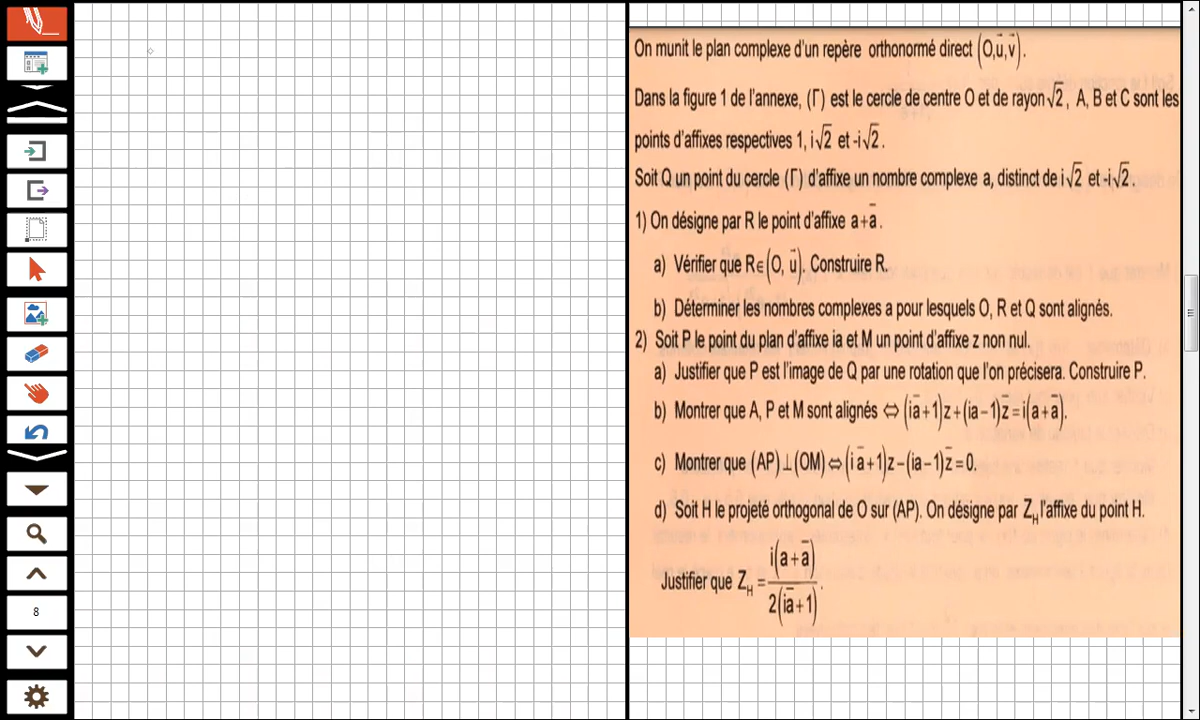 On munit le plan complexe d'un repère orthonormé direct (O,u⃗,v⃗).
Dans la figure 1 de l'annexe, (Γ) est le cercle de centre O et de rayon √2, A, B et C sont les
points d'affixes respectives 1, i√2 et -i√2.
Soit Q un point du cercle (Γ) d'affixe un nombre complexe a, distinct de i√2 et -i√2.
1) On désigne par R le point d'affixe a+a̅.
a) Vérifier que R∈(O, u⃗). Construire R.
b) Déterminer les nombres complexes a pour lesquels O, R et Q sont alignés.
2) Soit P le point du plan d'affixe ia et M un point d'affixe z non nul.
a) Justifier que P est l'image de Q par une rotation que l'on précisera. Construire P.
b) Montrer que A, P et M sont alignés ⇔ (ia̅+1)z+(ia−1)z̅=i(a+a̅).
c) Montrer que (AP)⊥(OM)⇔(i a̅+1)z−(ia−1)z̅=0.
d) Soit H le projeté orthogonal de O sur (AP). On désigne par Z_H l'affixe du point H.
Justifier que Z_H = i(a+a̅) / 2(ia̅+1).
8